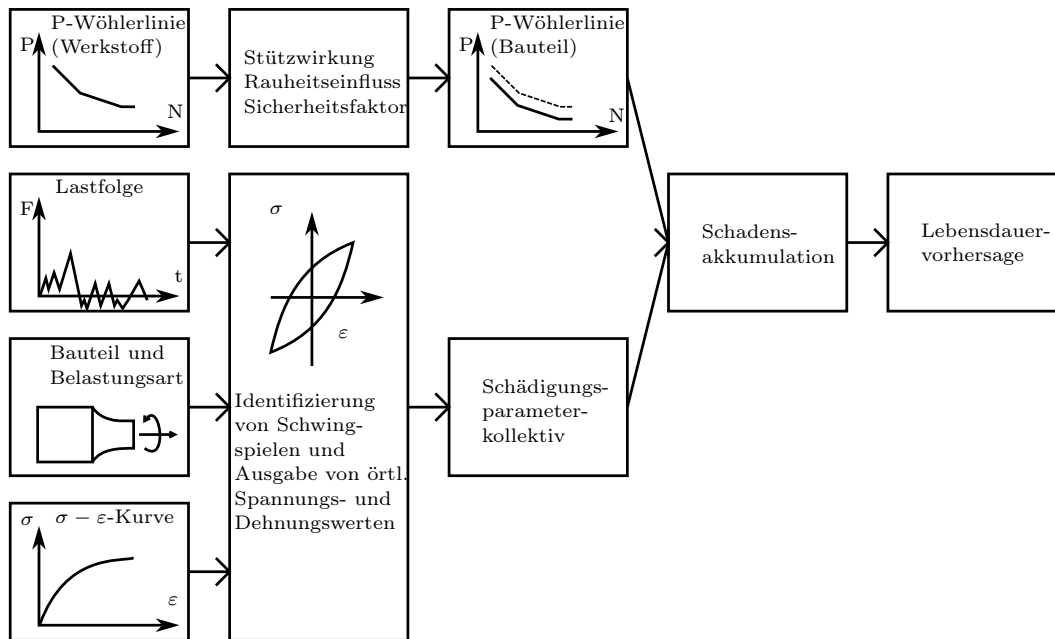 P-Wöhlerlinie
(Werkstoff)
P
N
Stützwirkung
Rauheitseinfluss
Sicherheitsfaktor
P-Wöhlerlinie
(Bauteil)
P
N
Lastfolge
F
t
σ
ε
Identifizierung
von Schwing-
spielen und
Ausgabe von örtl.
Spannungs- und
Dehnungswerten
Bauteil und
Belastungsart
σ − ε-Kurve
σ
ε
Schädigungs-
parameter-
kollektiv
Schadens-
akkumulation
Lebensdauer-
vorhersage